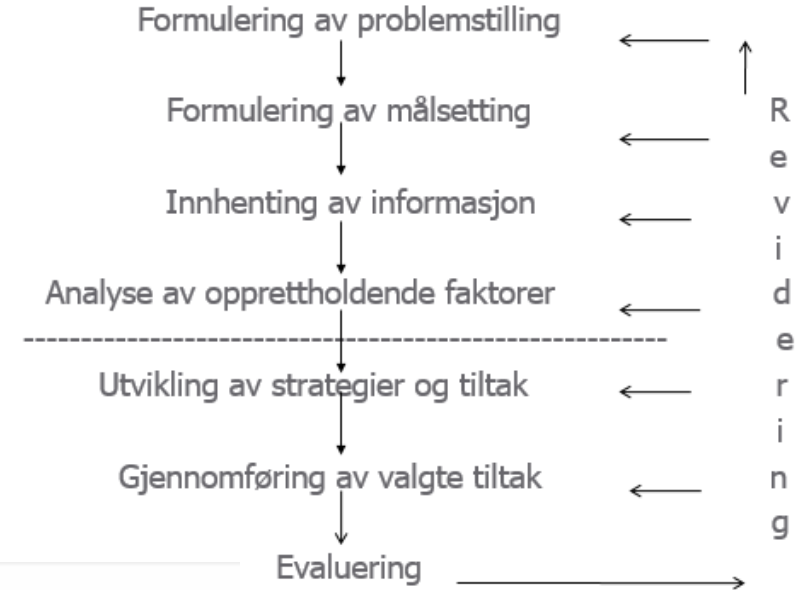 Formulering av problemstilling
Formulering av målsetting
Innhenting av informasjon
Analyse av opprettholdende faktorer
Utvikling av strategier og tiltak
Gjennomføring av valgte tiltak
Evaluering
Revidering